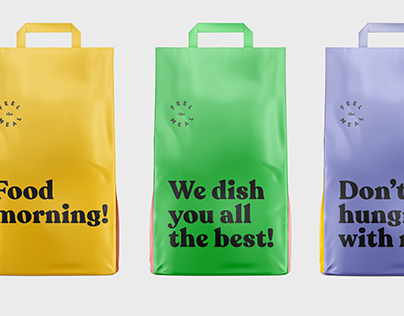 FEEL the MEAL
Food
morning!
FEEL the MEAL
We dish
you all
the best!
FEEL the MEAL
Don't
hungr
with